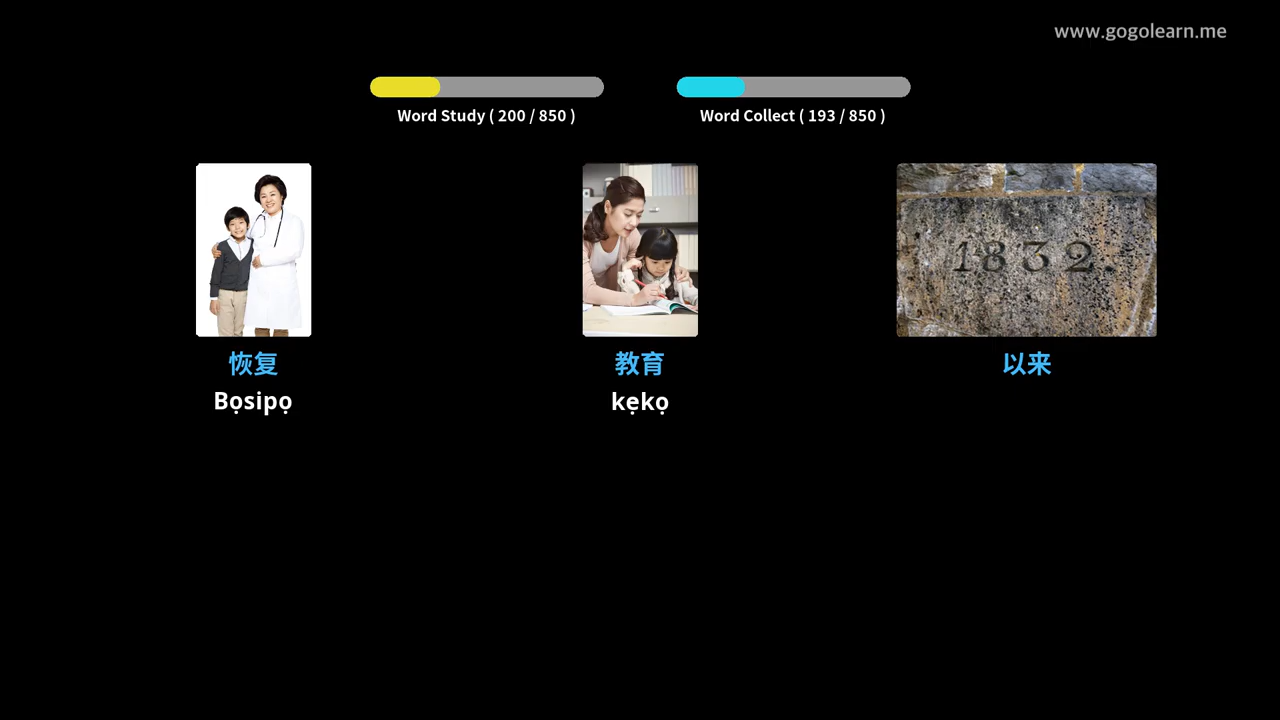 www.gogolearn.me
Word Study ( 200 / 850 )
Word Collect ( 193 / 850 )
1832.
恢复
教育
以来
Bọsipọ
kẹkọ